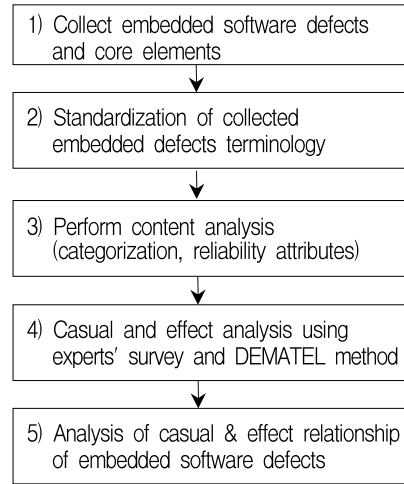 1) Collect embedded software defects
and core elements
2) Standardization of collected
embedded defects terminology
3) Perform content analysis
(categorization, reliability attributes)
4) Casual and effect analysis using
experts' survey and DEMATEL method
5) Analysis of casual & effect relationship
of embedded software defects